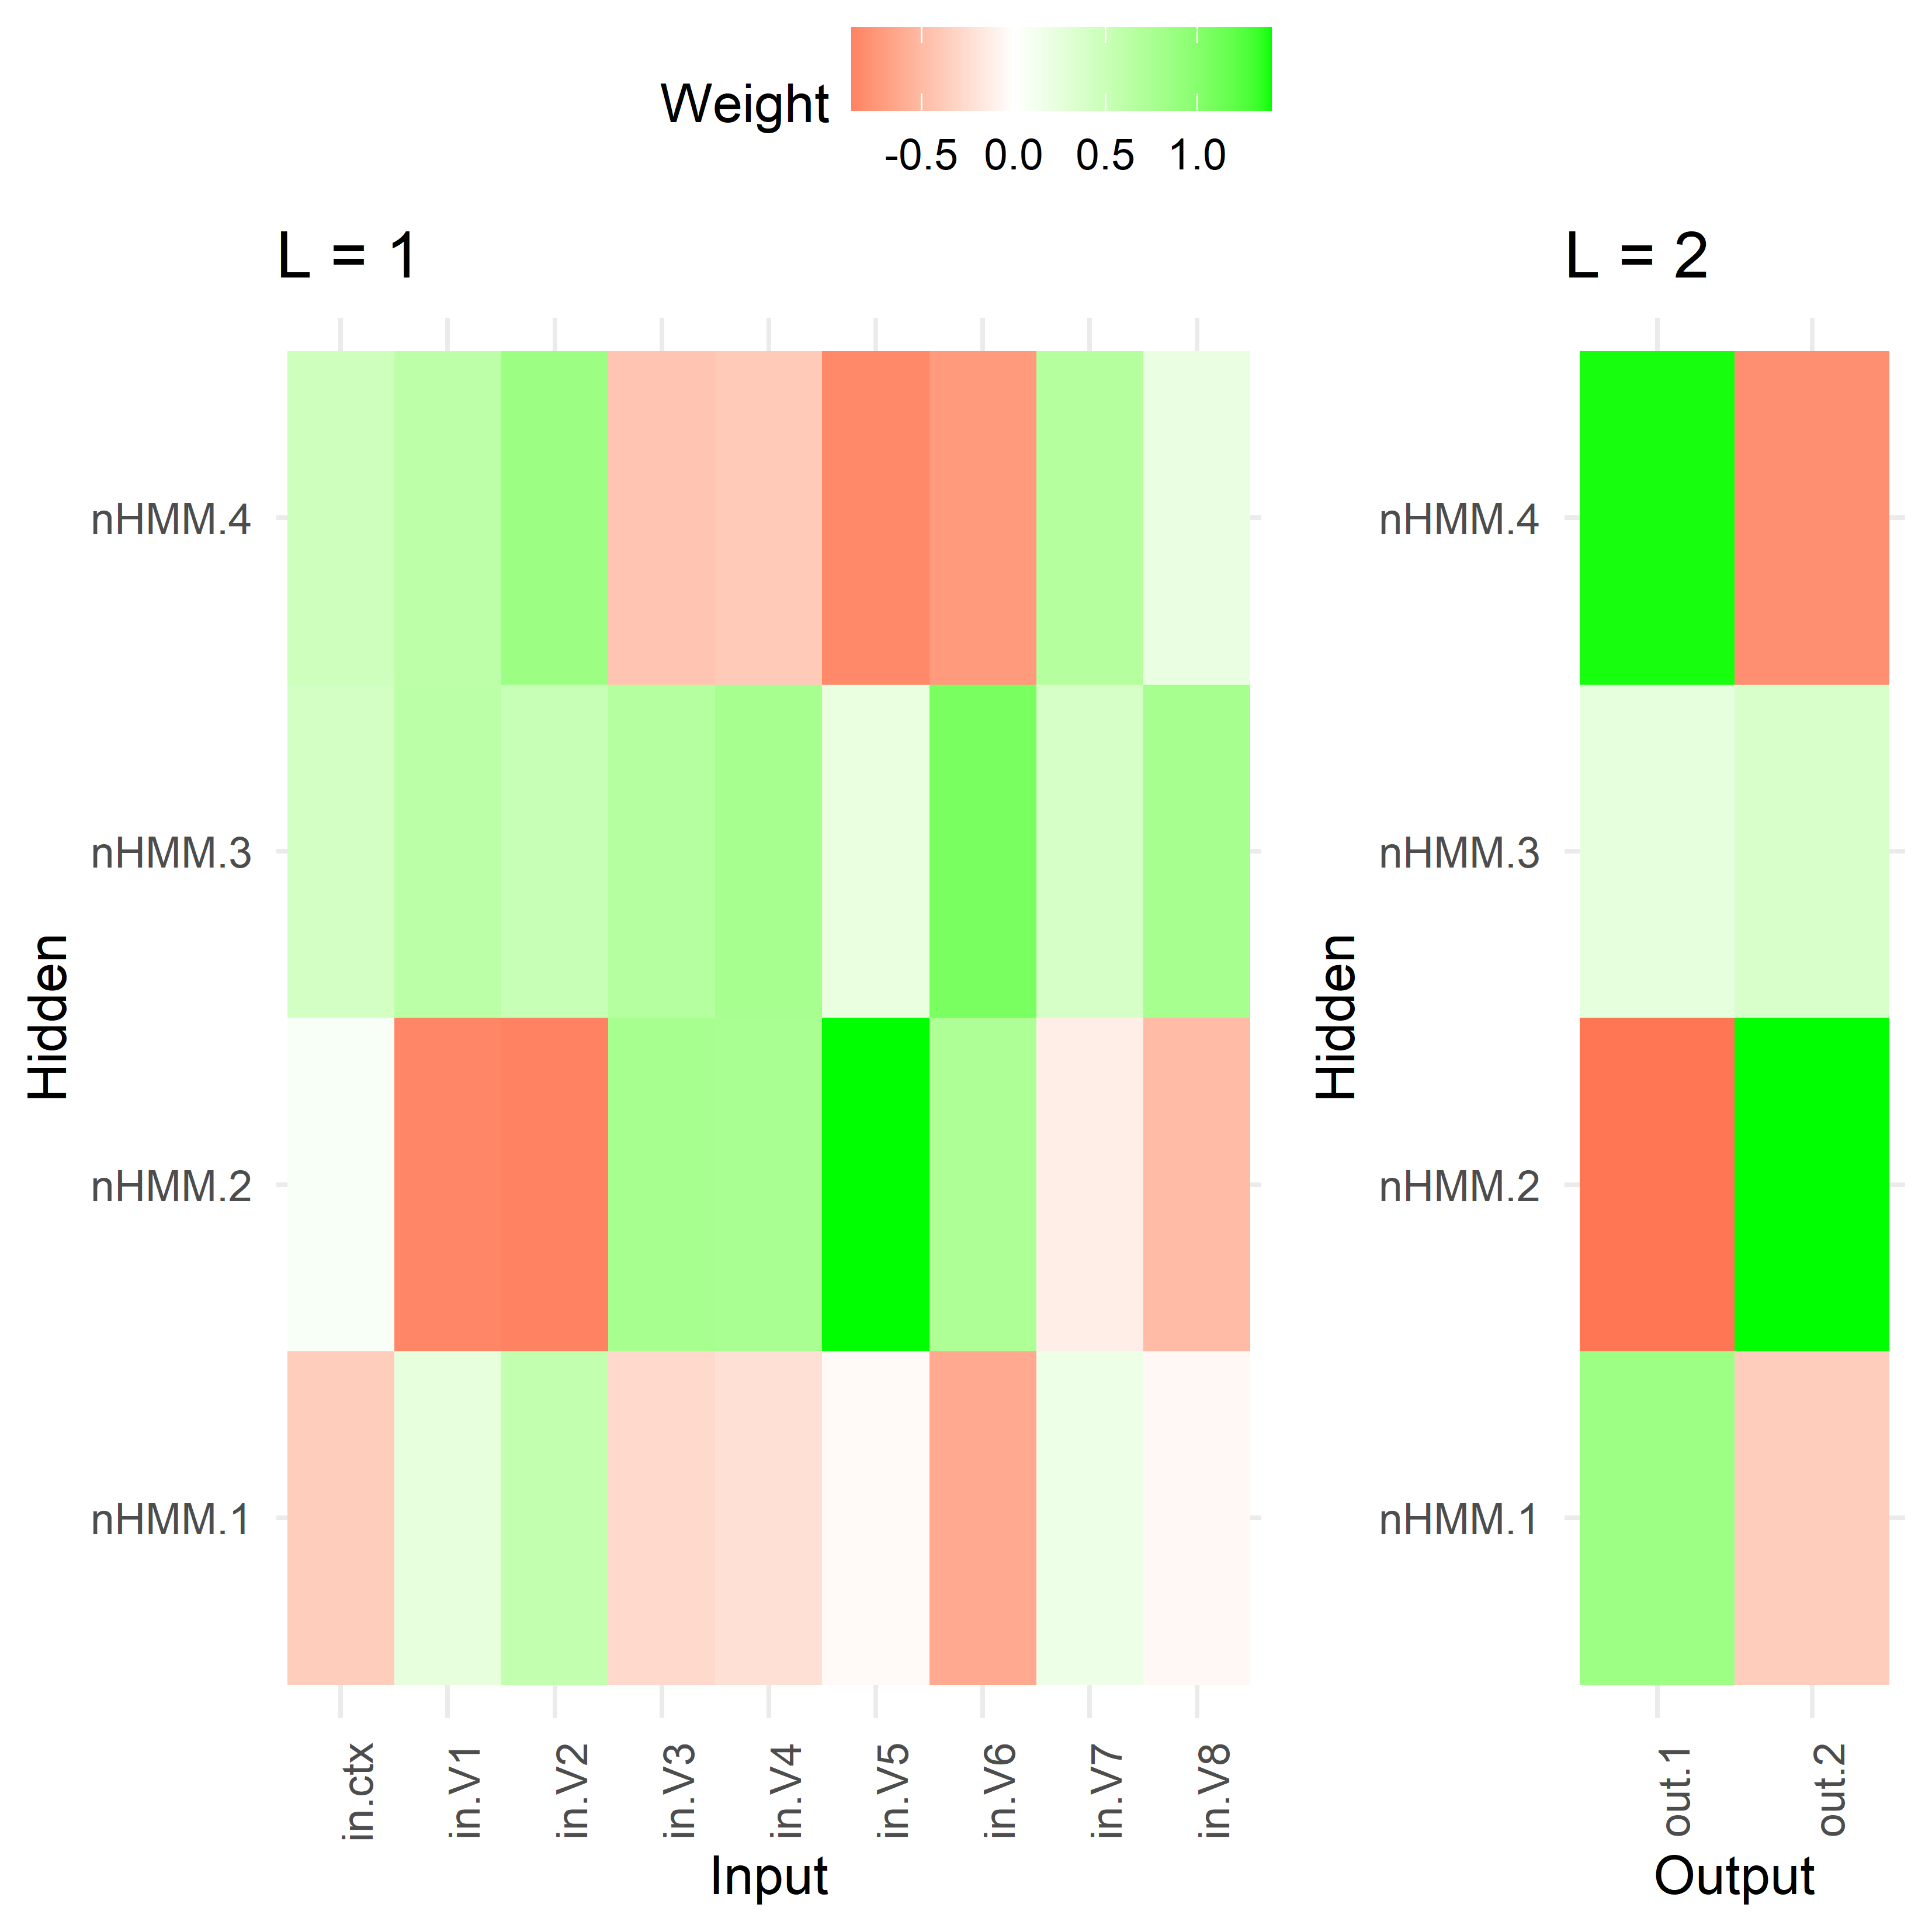 Weight
-0.5 0.0 0.5 1.0
L = 1
nHMM.4
nHMM.3
nHMM.2
nHMM.1
Hidden
in.ctx in.V1 in.V2 in.V3 in.V4 in.V5 in.V6 in.V7 in.V8
Input
L = 2
nHMM.4
nHMM.3
nHMM.2
nHMM.1
Hidden
out.1 out.2
Output